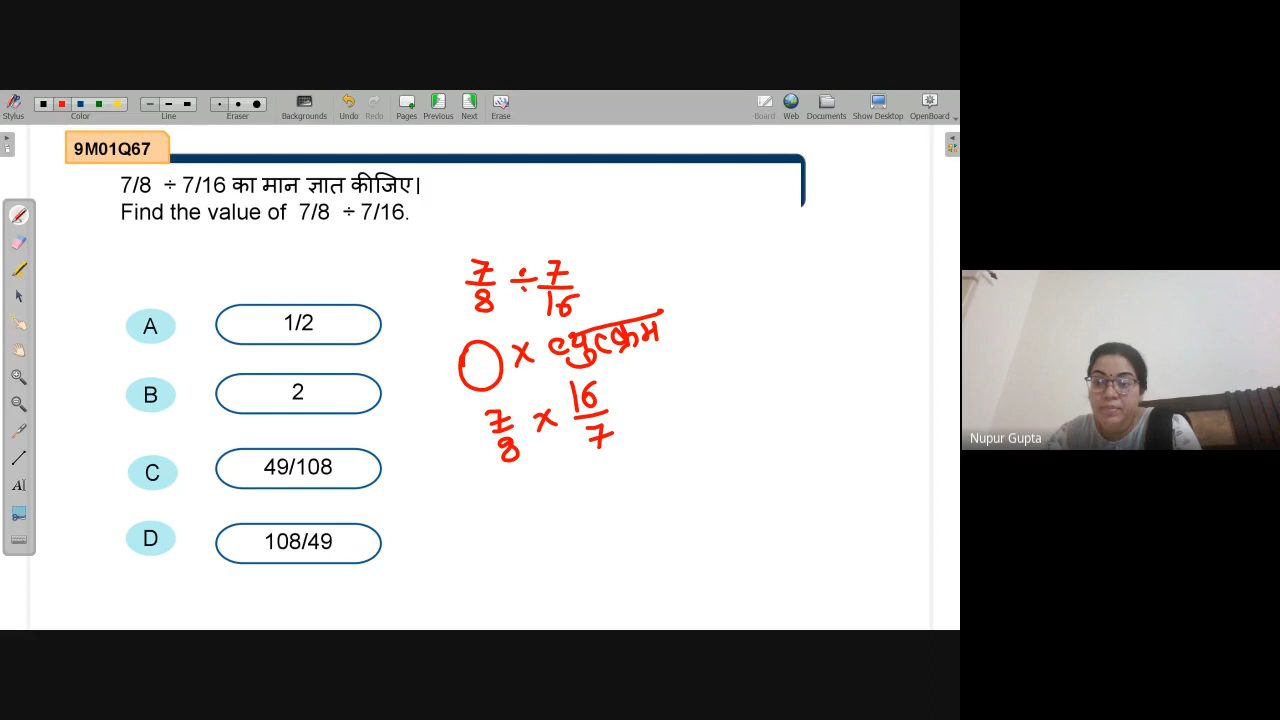 Stylus
Color
Line
Eraser
Backgrounds
Undo
Redo
Pages
Previous
Next
Erase
Board
Web
Documents
Show Desktop
OpenBoard
9M01Q67
7/8 ÷ 7/16 का मान ज्ञात कीजिए।
Find the value of 7/8 ÷ 7/16.
7/8 ÷ 7/16
× व्युत्क्रम
7/8 × 16/7
A 1/2
B 2
C 49/108
D 108/49
Nupur Gupta